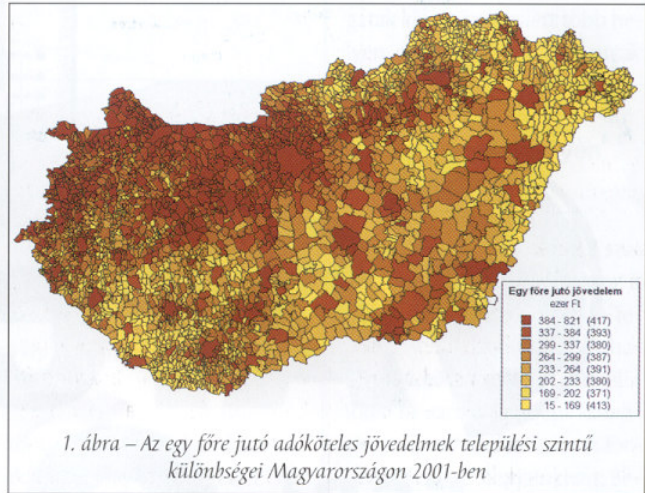 Egy főre jutó jövedelem
ezer Ft
384 - 821 (417)
337 - 384 (393)
299 - 337 (380)
264 - 299 (387)
233 - 264 (391)
202 - 233 (380)
169 - 202 (371)
15 - 169 (413)
1. ábra – Az egy főre jutó adóköteles jövedelmek települési szintű
különbségei Magyarországon 2001-ben